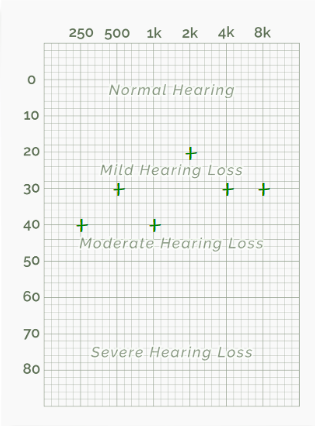 250 500 1k 2k 4k 8k
0
Normal Hearing
10
20
Mild Hearing Loss
30
40
Moderate Hearing Loss
50
60
70
Severe Hearing Loss
80